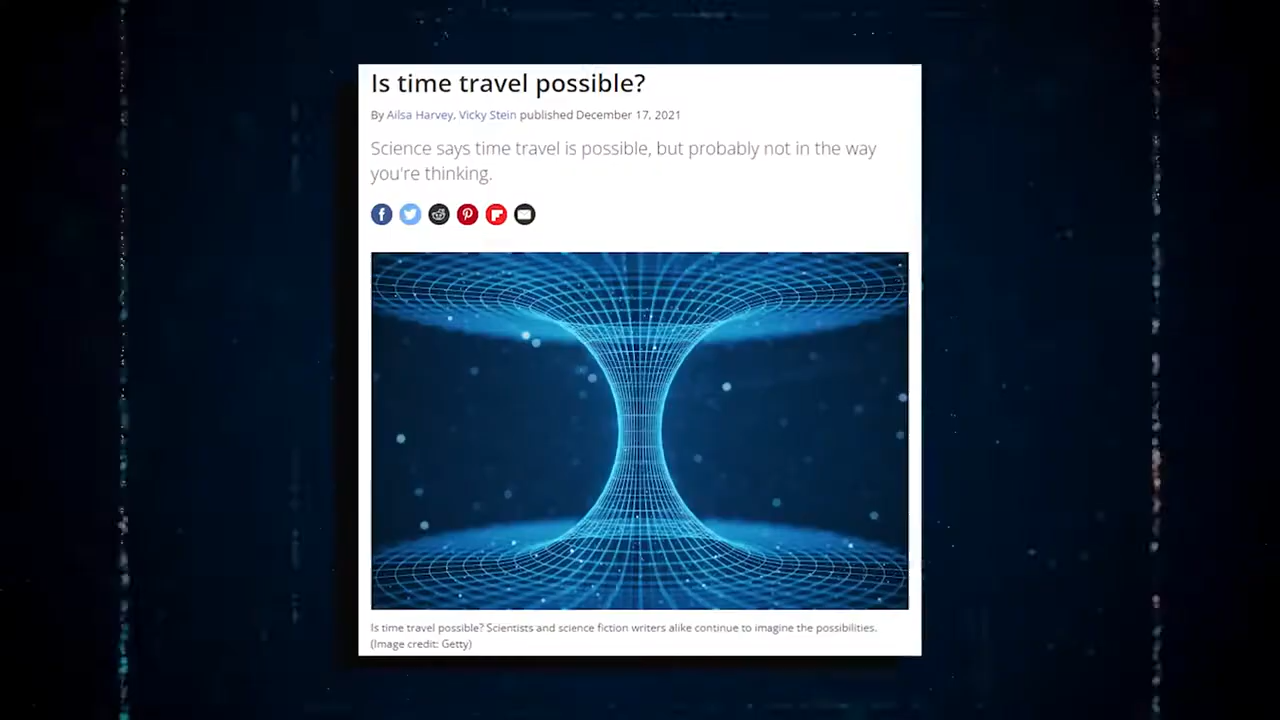 Is time travel possible?
By Ailsa Harvey, Vicky Stein published December 17, 2021
Science says time travel is possible, but probably not in the way
you're thinking.
Is time travel possible? Scientists and science fiction writers alike continue to imagine the possibilities.
(Image credit: Getty)